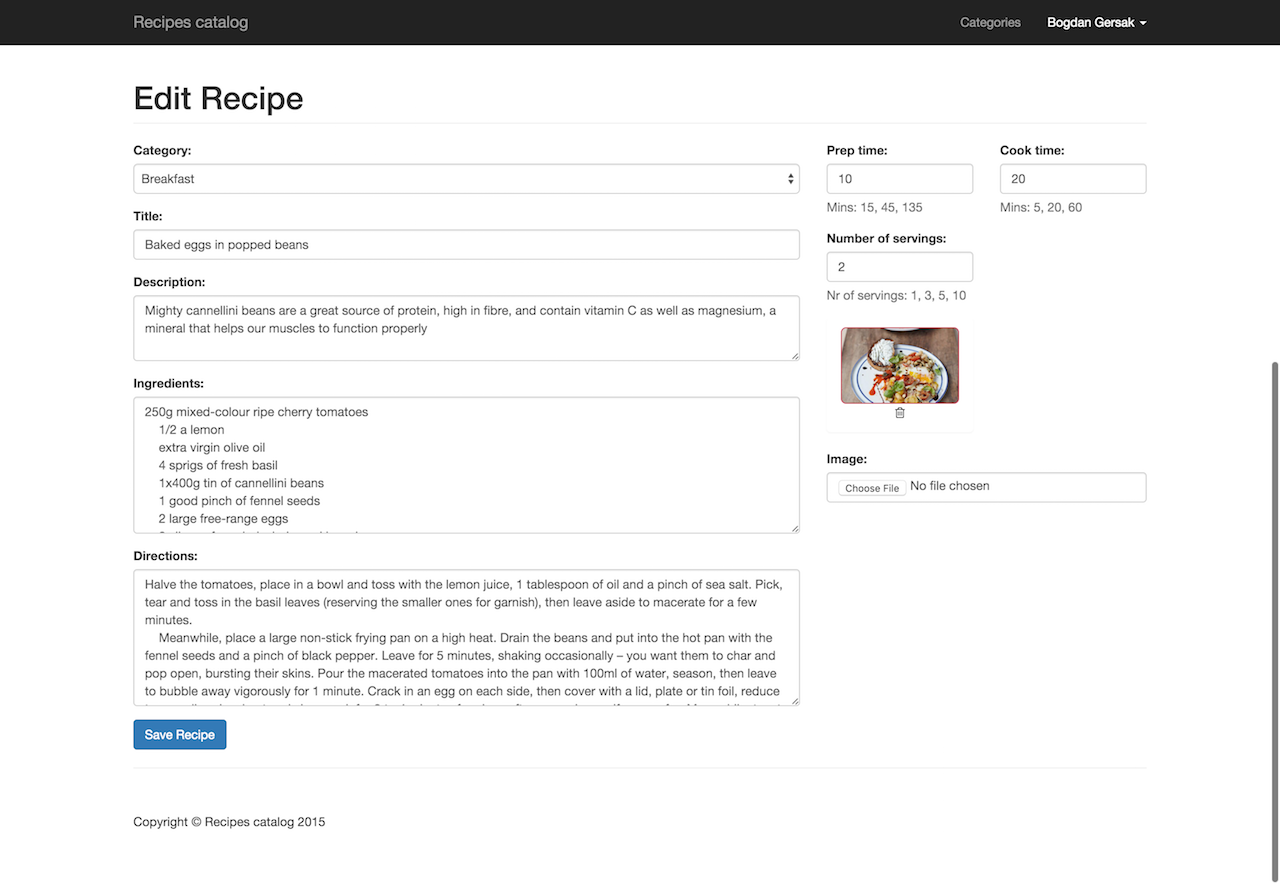 Recipes catalog
Categories
Bogdan Gersak
Edit Recipe
Category:
Breakfast
Title:
Baked eggs in popped beans
Description:
Mighty cannellini beans are a great source of protein, high in fibre, and contain vitamin C as well as magnesium, a
mineral that helps our muscles to function properly
Ingredients:
250g mixed-colour ripe cherry tomatoes
1/2 a lemon
extra virgin olive oil
4 sprigs of fresh basil
1x400g tin of cannellini beans
1 good pinch of fennel seeds
2 large free-range eggs
Directions:
Halve the tomatoes, place in a bowl and toss with the lemon juice, 1 tablespoon of oil and a pinch of sea salt. Pick,
tear and toss in the basil leaves (reserving the smaller ones for garnish), then leave aside to macerate for a few
minutes.
Meanwhile, place a large non-stick frying pan on a high heat. Drain the beans and put into the hot pan with the
fennel seeds and a pinch of black pepper. Leave for 5 minutes, shaking occasionally – you want them to char and
pop open, bursting their skins. Pour the macerated tomatoes into the pan with 100ml of water, season, then leave
to bubble away vigorously for 1 minute. Crack in an egg on each side, then cover with a lid, plate or tin foil, reduce
Save Recipe
Prep time:
10
Mins: 15, 45, 135
Cook time:
20
Mins: 5, 20, 60
Number of servings:
2
Nr of servings: 1, 3, 5, 10
Image:
Choose File No file chosen
Copyright © Recipes catalog 2015